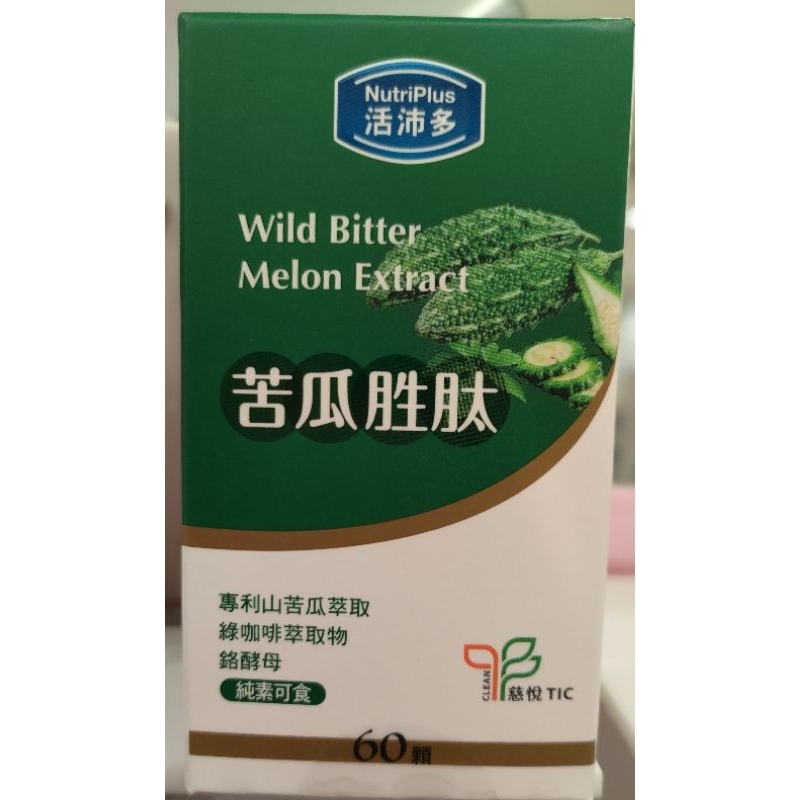 NutriPlus
活沛多
Wild Bitter
Melon Extract
苦瓜胜肽
專利山苦瓜萃取
綠咖啡萃取物
鉻酵母
純素可食
CLEAN
慈悅 TIC
60顆